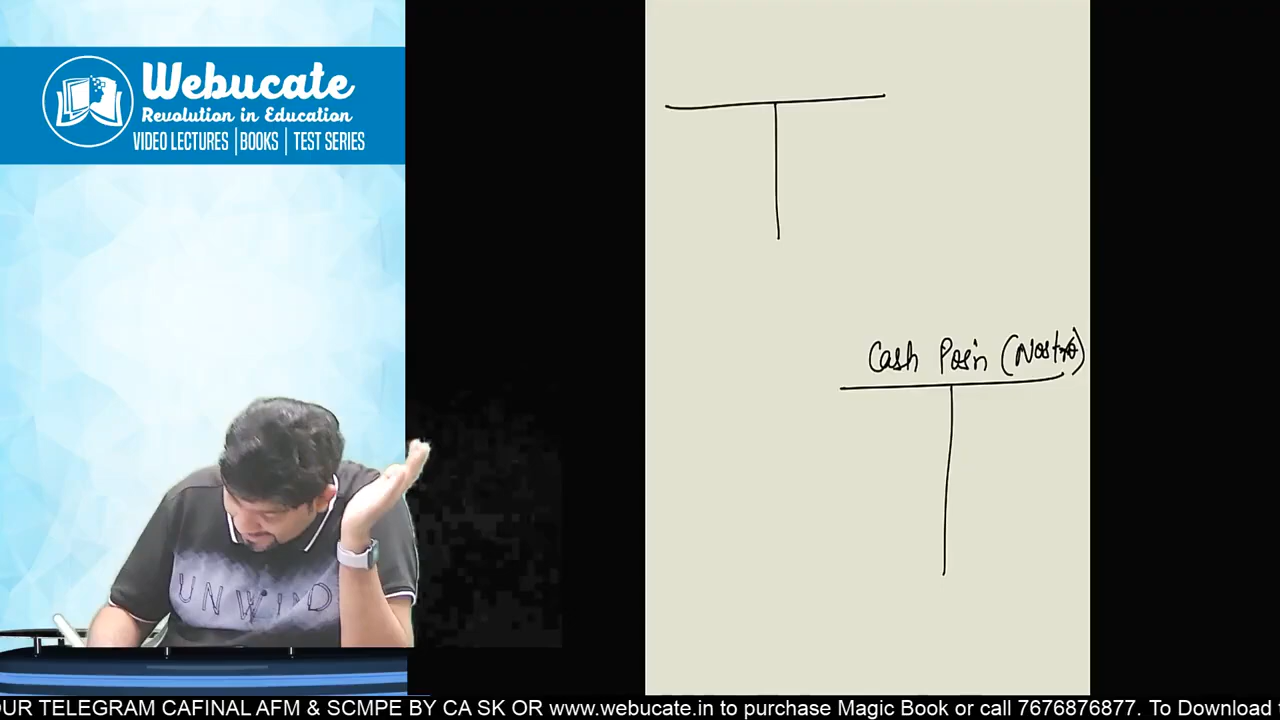 Webucate
Revolution in Education
VIDEO LECTURES | BOOKS | TEST SERIES
Cash Pos'n (Nostro)
UNWIND
OUR TELEGRAM CAFINAL AFM & SCMPE BY CA SK OR www.webucate.in to purchase Magic Book or call 7676876877. To Download